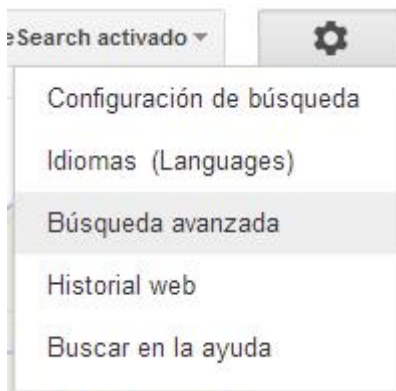 eSearch activado
Configuración de búsqueda
Idiomas (Languages)
Búsqueda avanzada
Historial web
Buscar en la ayuda